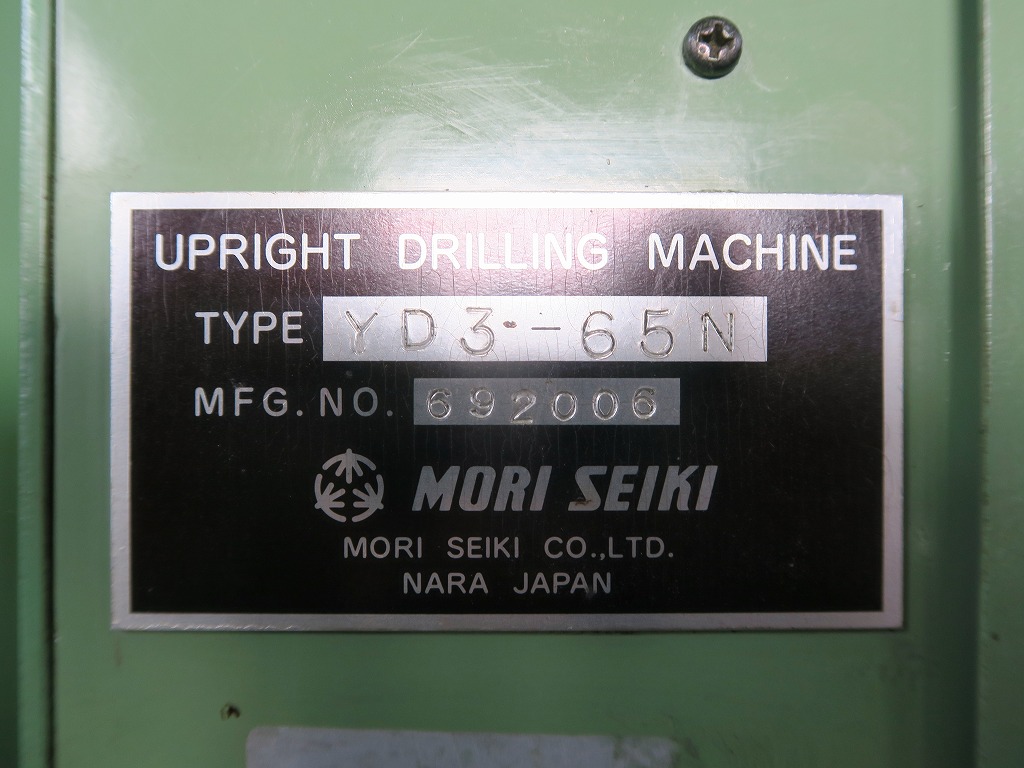 UPRIGHT DRILLING MACHINE
TYPE YD3-65N
MFG. NO. 692006
MORI SEIKI
MORI SEIKI CO.,LTD.
NARA JAPAN